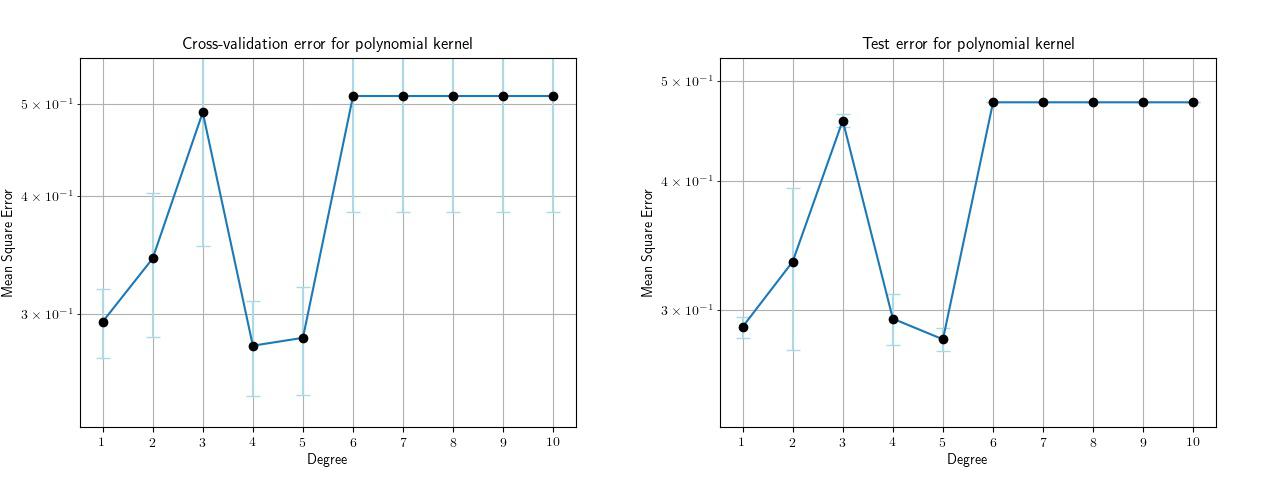 Cross-validation error for polynomial kernel
Mean Square Error
5 × 10⁻¹
4 × 10⁻¹
3 × 10⁻¹
1 2 3 4 5 6 7 8 9 10
Degree
Test error for polynomial kernel
Mean Square Error
5 × 10⁻¹
4 × 10⁻¹
3 × 10⁻¹
1 2 3 4 5 6 7 8 9 10
Degree